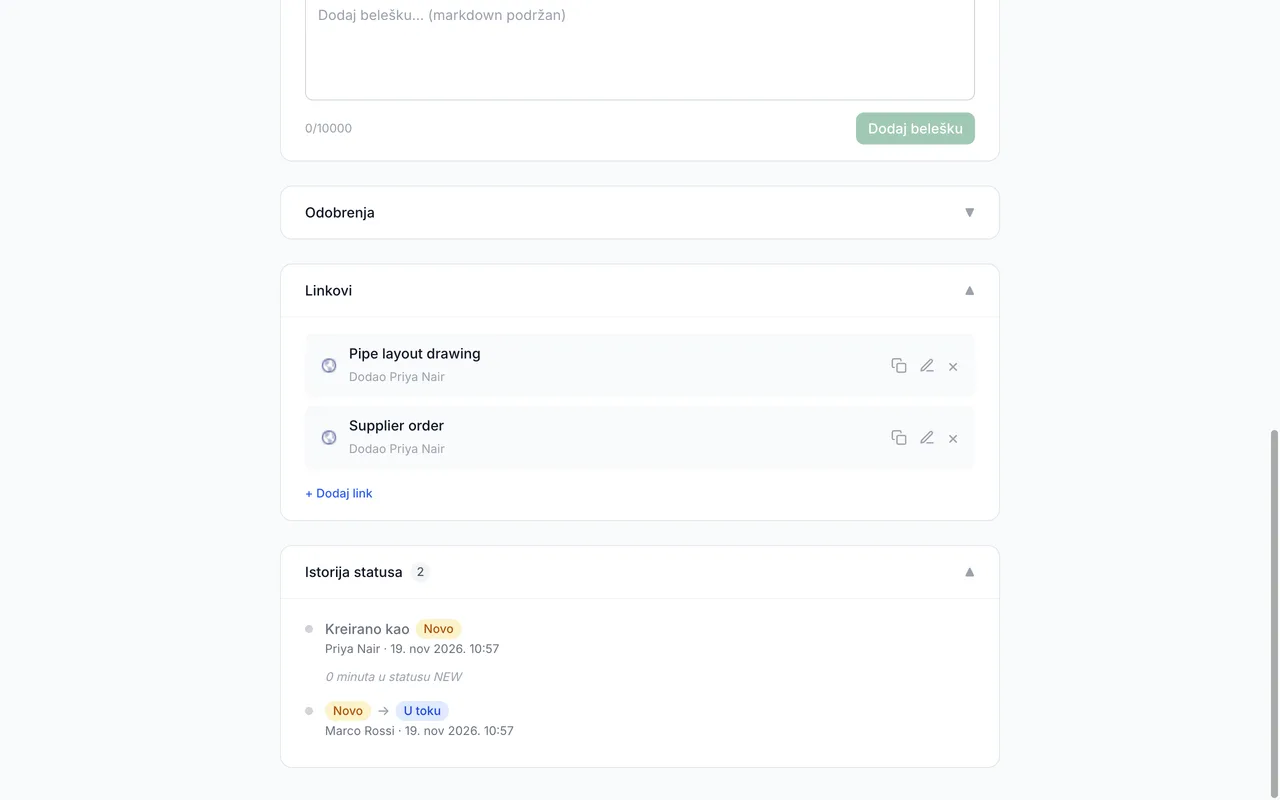 Dodaj belešku... (markdown podržan)
0/10000
Dodaj belešku
Odobrenja
Linkovi
Pipe layout drawing
Dodao Priya Nair
Supplier order
Dodao Priya Nair
+ Dodaj link
Istorija statusa 2
Kreirano kao Novo
Priya Nair · 19. nov 2026. 10:57
0 minuta u statusu NEW
Novo → U toku
Marco Rossi · 19. nov 2026. 10:57